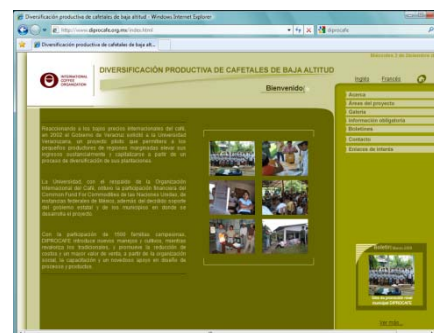 Diversificación productiva de cafetales de baja altitud - Windows Internet Explorer
http://www.diprocafe.org.mx/index.html
diprocafe
Diversificación productiva de cafetales de baja alt...
INTERNATIONAL
COFFEE
ORGANIZATION
DIVERSIFICACIÓN PRODUCTIVA DE CAFETALES DE BAJA ALTITUD
Bienvenido
Inglés Francés
Acerca
Áreas del proyecto
Galería
Información obligatoria
Boletines
Contacto
Enlaces de interés
Reaccionando a los bajos precios internacionales del café,
en 2002 el Gobierno de Veracruz solicitó a la Universidad
Veracruzana, un proyecto piloto que permitiera a los
pequeños productores de regiones marginadas elevar sus
ingresos sustancialmente y capitalizarse a partir de un
proceso de diversificación de sus plantaciones.
La Universidad, con el respaldo de la Organización
Internacional del Café, obtuvo la participación financiera del
Common Fund For Commodities de las Naciones Unidas, de
instancias federales de México, además del decidido soporte
del gobierno estatal y de los municipios en donde se
desarrolla el proyecto.
Con la participación de 1500 familias campesinas,
DIPROCAFE introduce nuevos manejos y cultivos, mientras
revaloriza los tradicionales, y promueve la reducción de
costos y un mayor valor de venta, a partir de la organización
social, la capacitación y un novedoso apoyo en diseño de
procesos y productos.
Ver más...